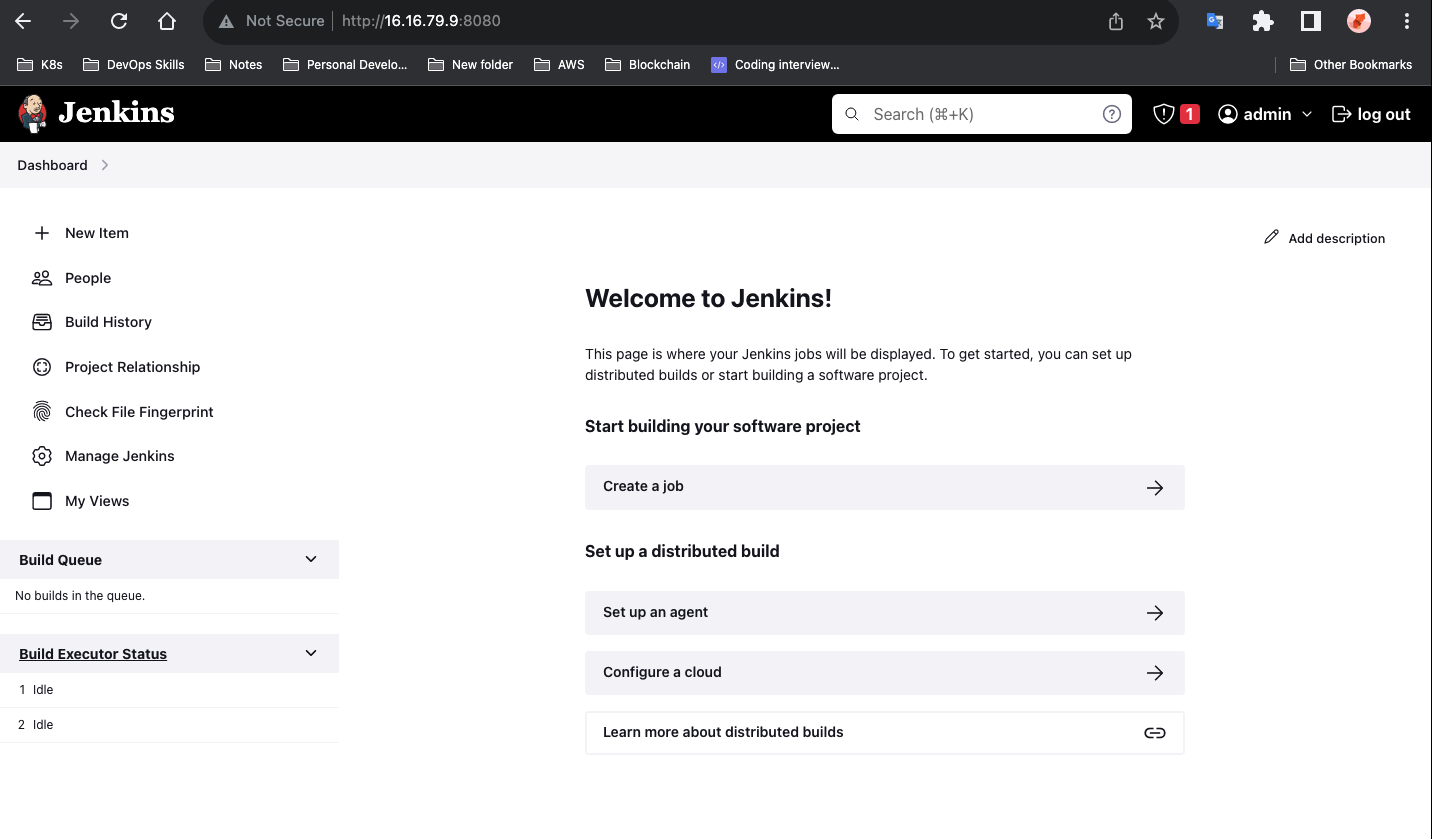 Not Secure http://16.16.79.9:8080
K8s DevOps Skills Notes Personal Develo... New folder AWS Blockchain Coding interview... Other Bookmarks
Jenkins Search (⌘+K) 1 admin log out
Dashboard
New Item
People
Build History
Project Relationship
Check File Fingerprint
Manage Jenkins
My Views
Build Queue
No builds in the queue.
Build Executor Status
1 Idle
2 Idle
Add description
Welcome to Jenkins!
This page is where your Jenkins jobs will be displayed. To get started, you can set up
distributed builds or start building a software project.
Start building your software project
Create a job
Set up a distributed build
Set up an agent
Configure a cloud
Learn more about distributed builds